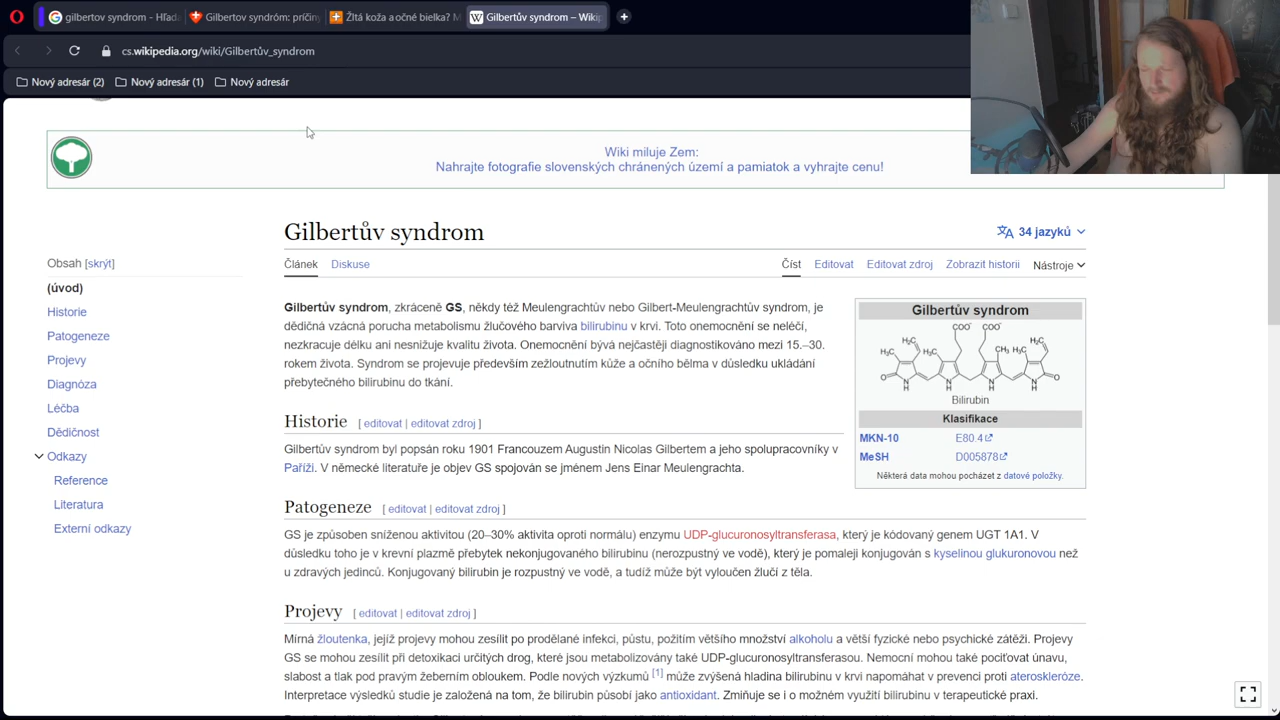 gilbertov syndrom - Hľad
Gilbertov syndróm: príčin
Žltá koža a očné bielka? M
W Gilbertův syndrom – Wikip
cs.wikipedia.org/wiki/Gilbertův_syndrom
Nový adresár (2) Nový adresár (1) Nový adresár
Wiki miluje Zem:
Nahrajte fotografie slovenských chránených území a pamiatok a vyhrajte cenu!
Gilbertův syndrom
34 jazyků
Článek Diskuse Číst Editovat Editovat zdroj Zobrazit historii Nástroje
Obsah [skrýt]
(úvod)
Historie
Patogeneze
Projevy
Diagnóza
Léčba
Dědičnost
Odkazy
Reference
Literatura
Externí odkazy
Gilbertův syndrom, zkráceně GS, někdy též Meulengrachtův nebo Gilbert-Meulengrachtův syndrom, je
dědičná vzácná porucha metabolismu žlučového barviva bilirubinu v krvi. Toto onemocnění se neléčí,
nezkracuje délku ani nesnižuje kvalitu života. Onemocnění bývá nejčastěji diagnostikováno mezi 15.–30.
rokem života. Syndrom se projevuje především zežloutnutím kůže a očního bělma v důsledku ukládání
přebytečného bilirubinu do tkání.
Gilbertův syndrom
COO⁻ COO⁻
H₂C H₃C H₃C CH₃ H₃C H₂C
O N H N H N H N H O
Bilirubin
Klasifikace
MKN-10 E80.4
MeSH D005878
Některá data mohou pocházet z datové položky.
Historie [ editovat | editovat zdroj ]
Gilbertův syndrom byl popsán roku 1901 Francouzem Augustin Nicolas Gilbertem a jeho spolupracovníky v
Paříži. V německé literatuře je objev GS spojován se jménem Jens Einar Meulengrachta.
Patogeneze [ editovat | editovat zdroj ]
GS je způsoben sníženou aktivitou (20–30% aktivita oproti normálu) enzymu UDP-glucuronosyltransferasa, který je kódovaný genem UGT 1A1. V
důsledku toho je v krevní plazmě přebytek nekonjugovaného bilirubinu (nerozpustný ve vodě), který je pomaleji konjugován s kyselinou glukuronovou než
u zdravých jedinců. Konjugovaný bilirubin je rozpustný ve vodě, a tudíž může být vyloučen žlučí z těla.
Projevy [ editovat | editovat zdroj ]
Mírná žloutenka, jejíž projevy mohou zesílit po prodělané infekci, půstu, požitím většího množství alkoholu a větší fyzické nebo psychické zátěži. Projevy
GS se mohou zesílit při detoxikaci určitých drog, které jsou metabolizovány také UDP-glucuronosyltransferasou. Nemocní mohou také pociťovat únavu,
slabost a tlak pod pravým žeberním obloukem. Podle nových výzkumů [1] může zvýšená hladina bilirubinu v krvi napomáhat v prevenci proti ateroskleróze.
Interpretace výsledků studie je založená na tom, že bilirubin působí jako antioxidant. Zmiňuje se i o možném využití bilirubinu v terapeutické praxi.